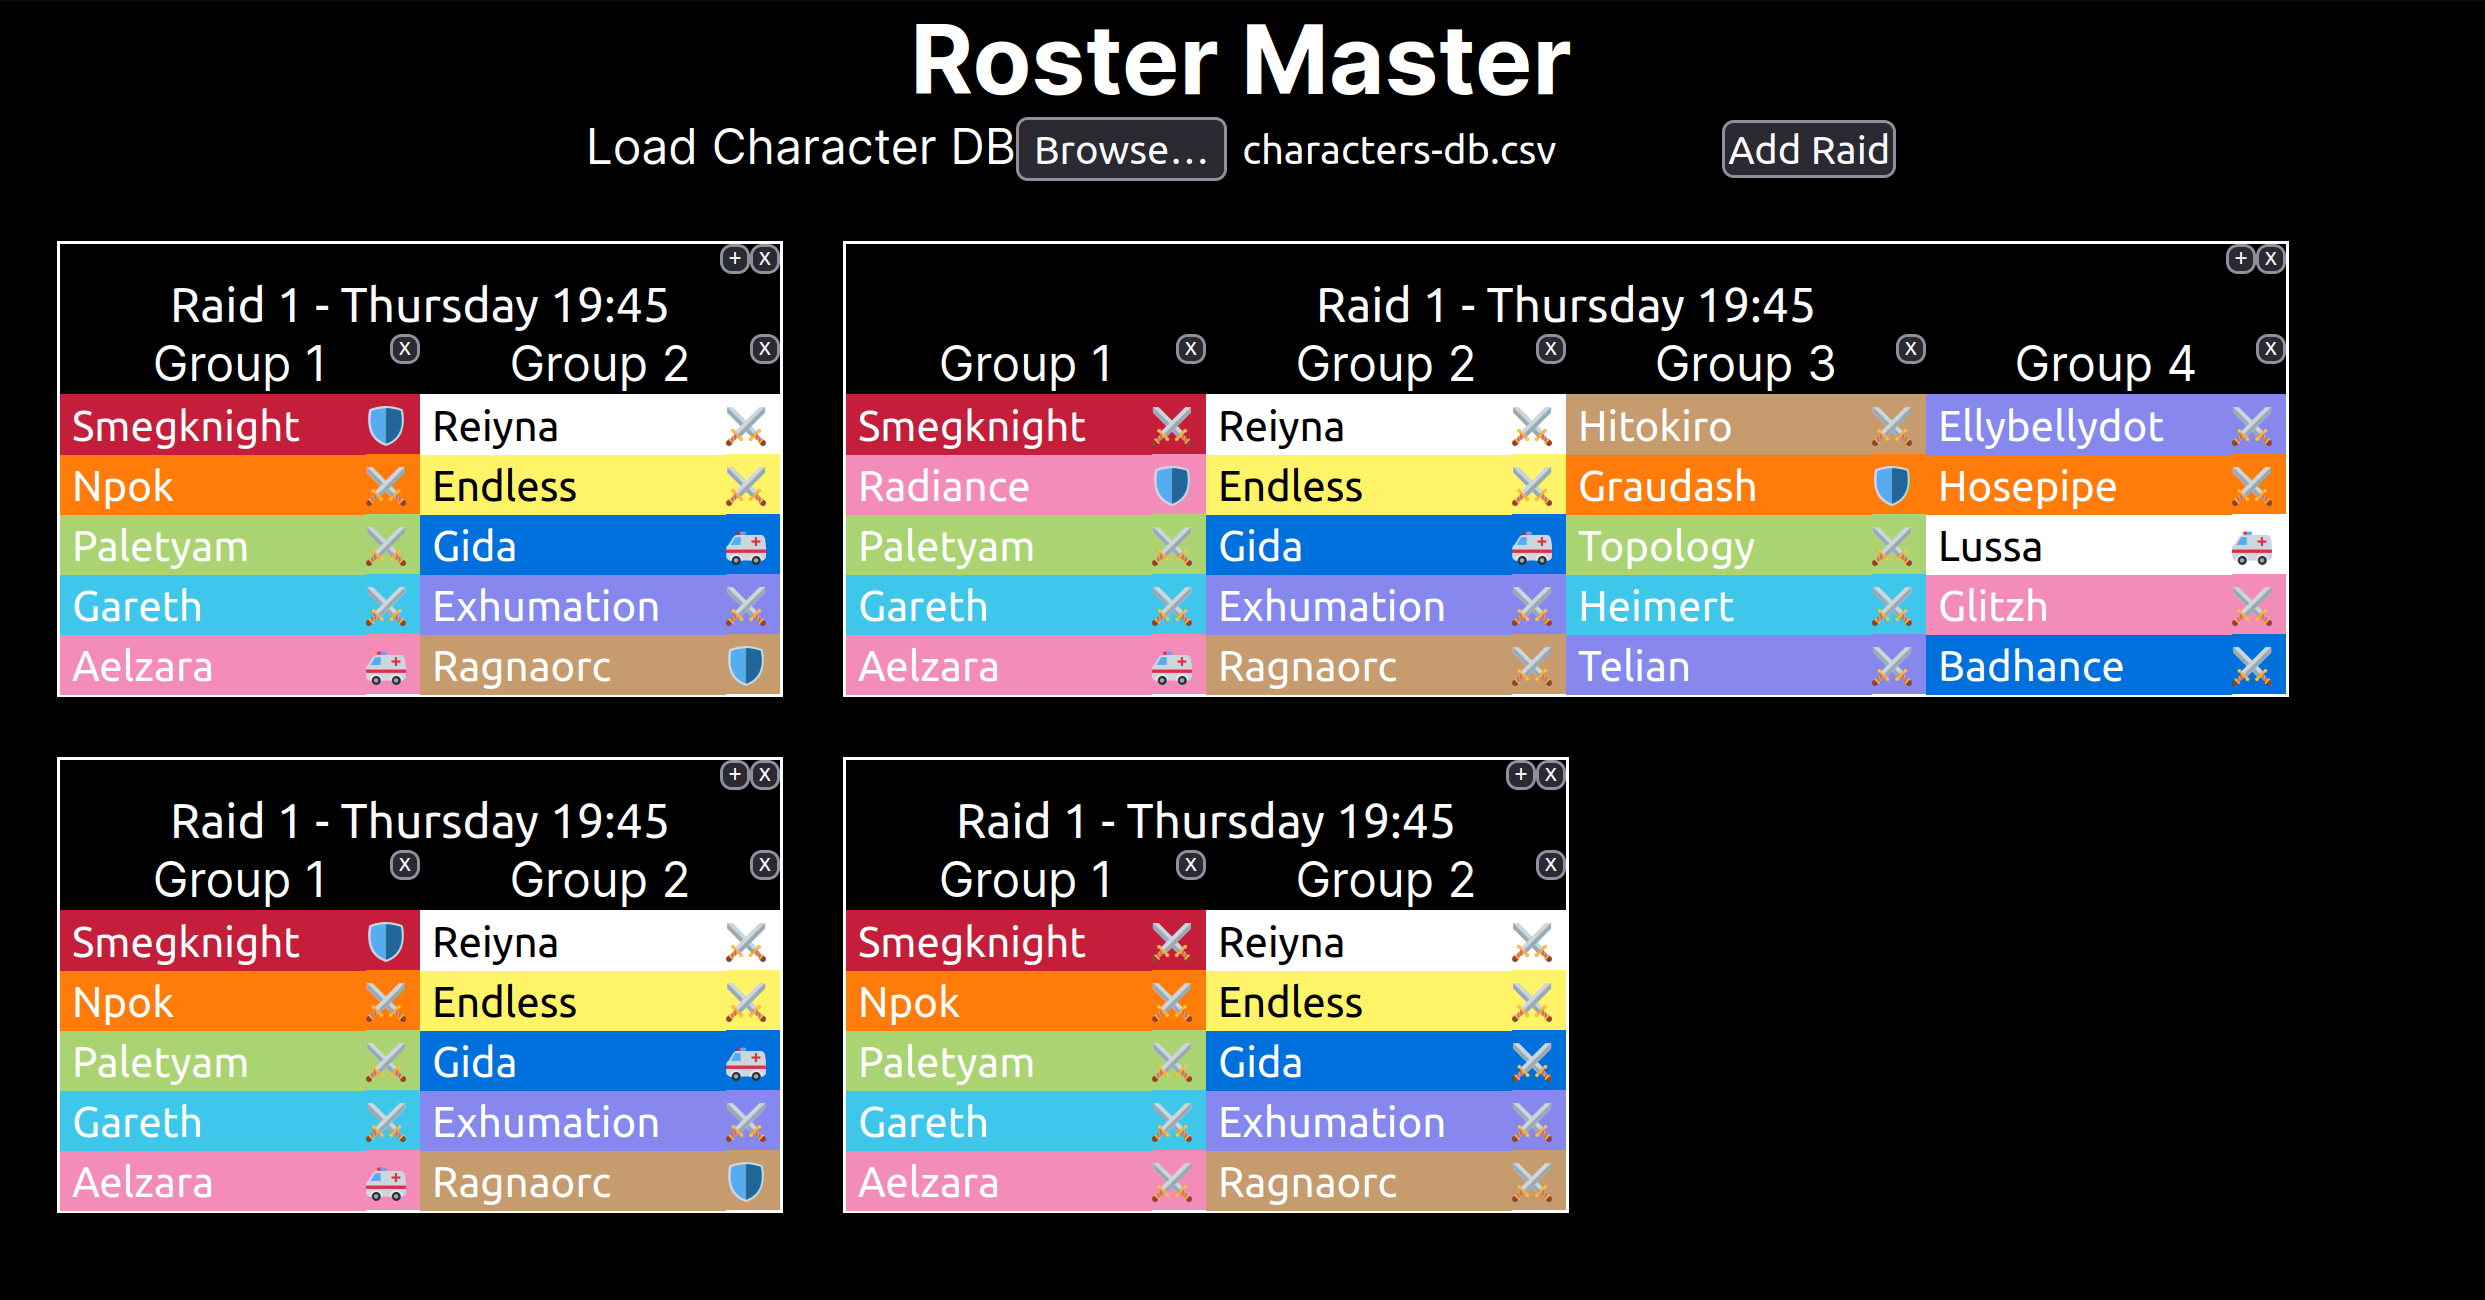 Roster Master
Load Character DB Browse... characters-db.csv Add Raid
+ x
Raid 1 - Thursday 19:45
Group 1 x Group 2 x
Smegknight Reiyna
Npok Endless
Paletyam Gida
Gareth Exhumation
Aelzara Ragnaorc
+ x
Raid 1 - Thursday 19:45
Group 1 x Group 2 x Group 3 x Group 4 x
Smegknight Reiyna Hitokiro Ellybellydot
Radiance Endless Graudash Hosepipe
Paletyam Gida Topology Lussa
Gareth Exhumation Heimert Glitzh
Aelzara Ragnaorc Telian Badhance
+ x
Raid 1 - Thursday 19:45
Group 1 x Group 2 x
Smegknight Reiyna
Npok Endless
Paletyam Gida
Gareth Exhumation
Aelzara Ragnaorc
+ x
Raid 1 - Thursday 19:45
Group 1 x Group 2 x
Smegknight Reiyna
Npok Endless
Paletyam Gida
Gareth Exhumation
Aelzara Ragnaorc